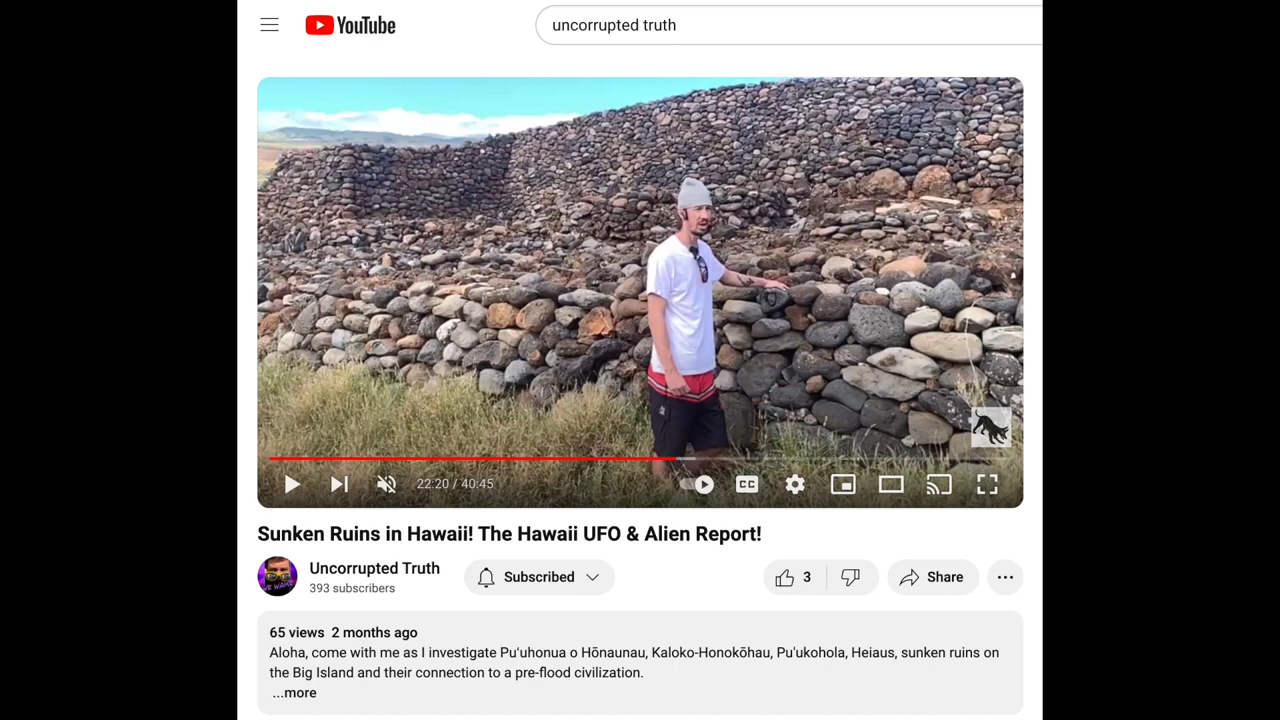 YouTube
uncorrupted truth
22:20 / 40:45
CC
Sunken Ruins in Hawaii! The Hawaii UFO & Alien Report!
Uncorrupted Truth
393 subscribers
Subscribed
3
Share
65 views 2 months ago
Aloha, come with me as I investigate Pu'uhonua o Hōnaunau, Kaloko-Honokōhau, Pu'ukohola, Heiaus, sunken ruins on
the Big Island and their connection to a pre-flood civilization.
...more